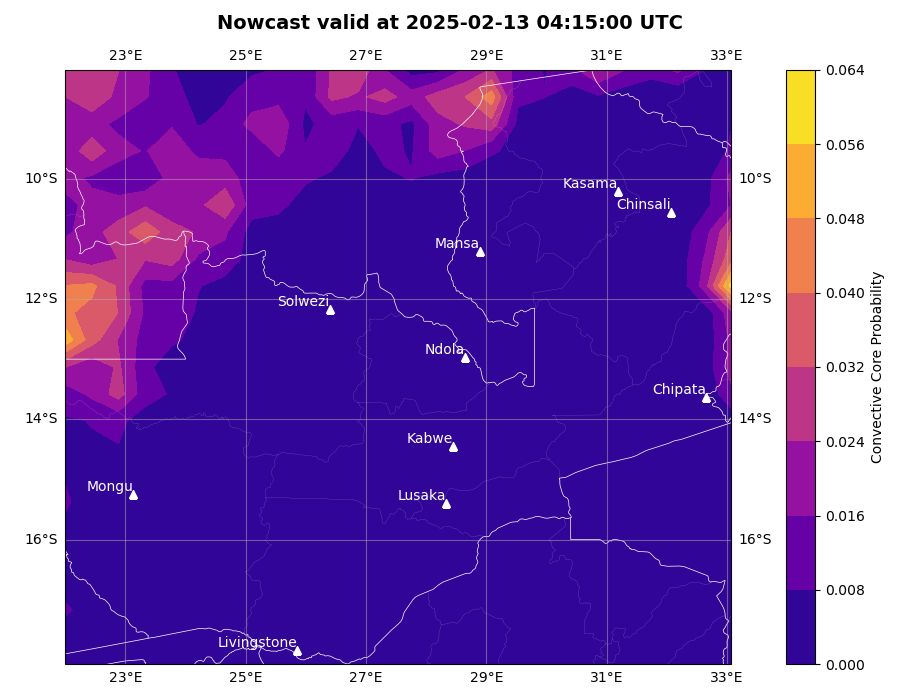 Nowcast valid at 2025-02-13 04:15:00 UTC
23°E 25°E 27°E 29°E 31°E 33°E
0.064
0.056
0.048
0.040
0.032
0.024
0.016
0.008
0.000
Convective Core Probability
10°S 10°S
12°S 12°S
14°S 14°S
16°S 16°S
Kasama
Chinsali
Mansa
Solwezi
Ndola
Chipata
Kabwe
Mongu
Lusaka
Livingstone
23°E 25°E 27°E 29°E 31°E 33°E